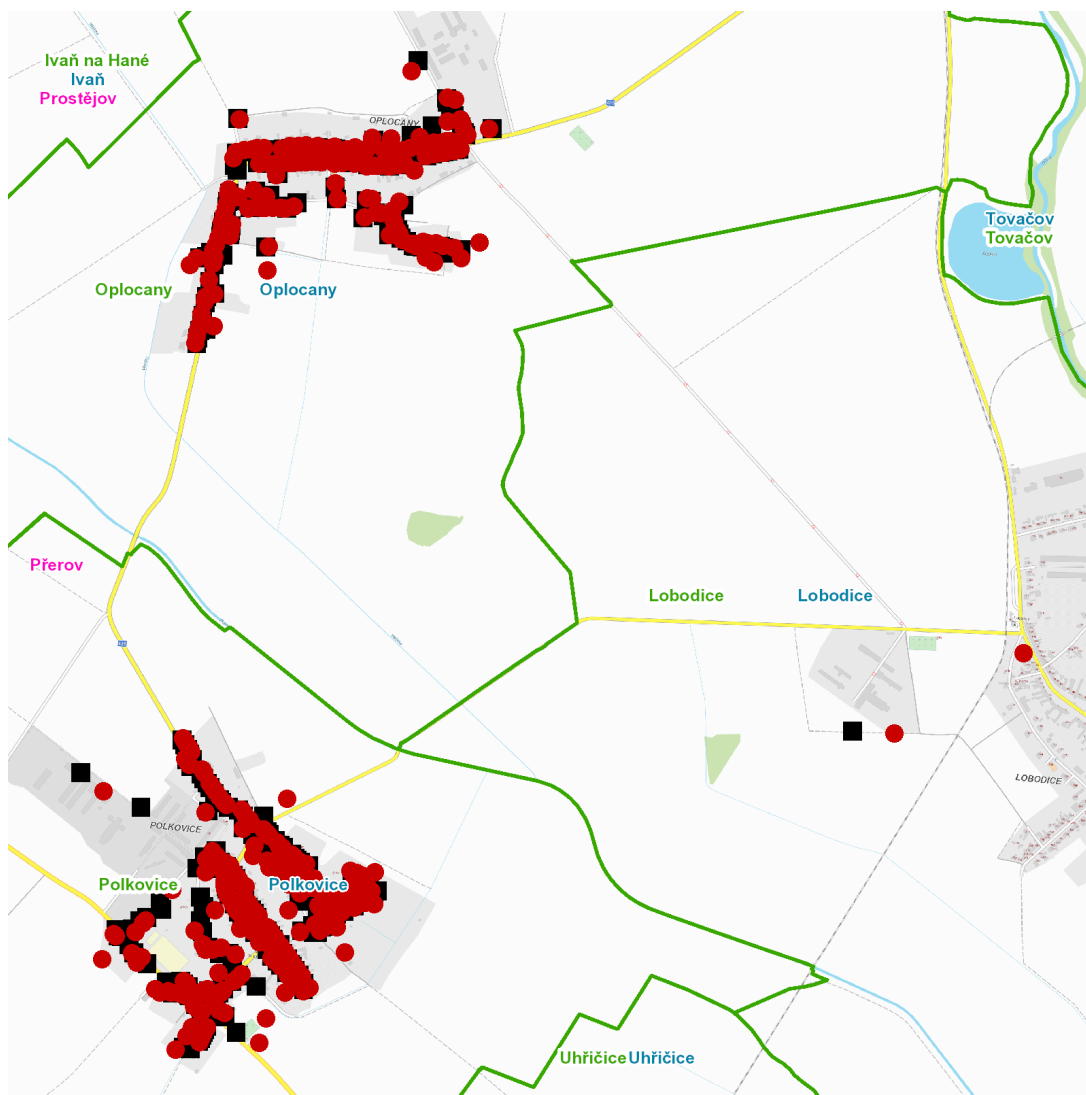 Ivaň na Hané
Ivaň
Prostějov
OPLOCANY
Tovačov
Tovačov
Oplocany
Oplocany
Přerov
Lobodice
Lobodice
LOBODICE
POLKOVICE
Polkovice
Polkovice
Uhřičice
Uhřičice